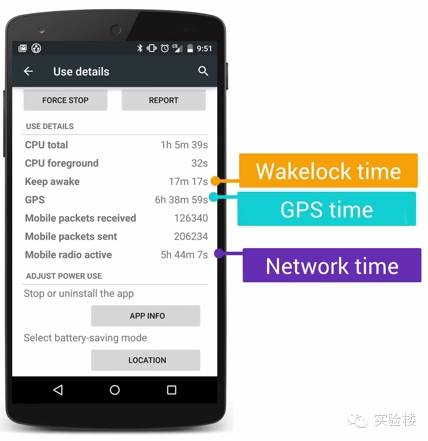 9:51
Use details
FORCE STOP REPORT
USE DETAILS
CPU total 1h 5m 39s
CPU foreground 32s
Keep awake 17m 17s
Wakelock time
GPS 6h 38m 59s
GPS time
Mobile packets received 126340
Mobile packets sent 206234
Mobile radio active 5h 44m 7s
Network time
ADJUST POWER USE
Stop or uninstall the app
APP INFO
Select battery-saving mode
LOCATION
实验楼